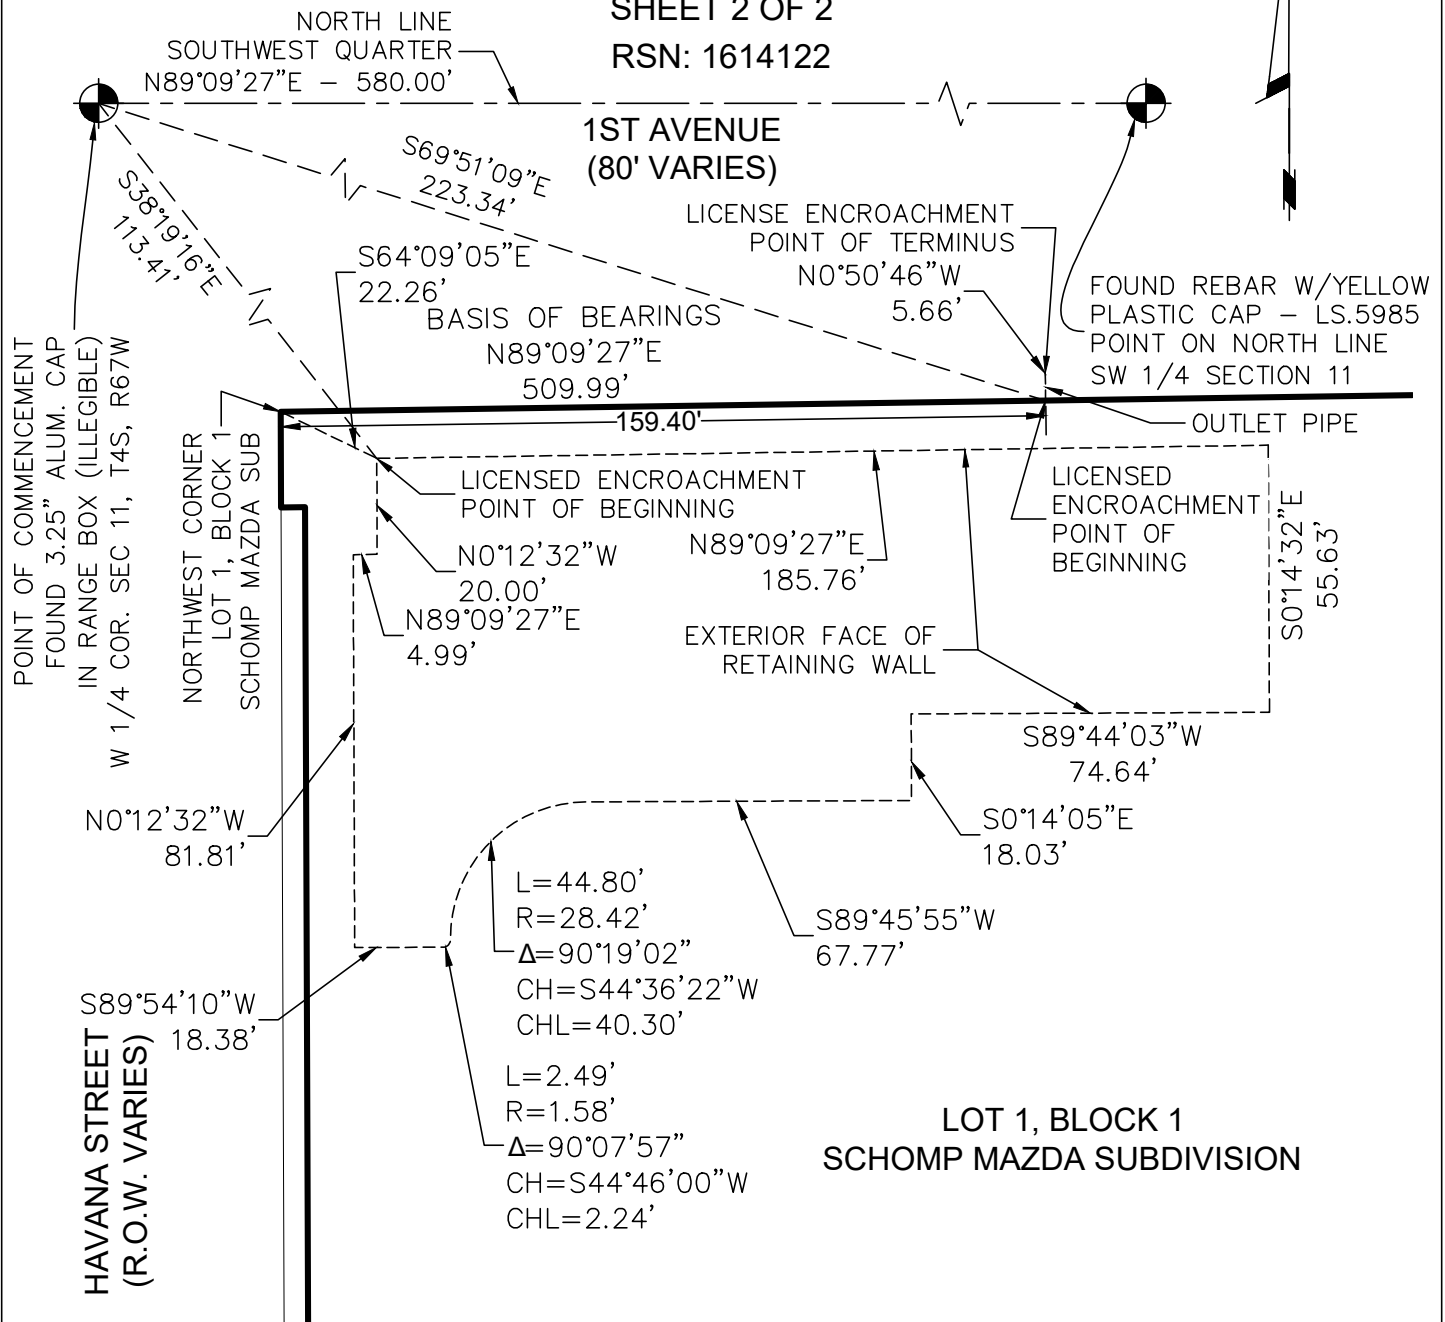 SHEET 2 OF 2
RSN: 1614122
NORTH LINE
SOUTHWEST QUARTER
N89°09'27"E – 580.00'
1ST AVENUE
(80' VARIES)
S69°51'09"E
223.34'
S38°19'16"E
113.41'
LICENSE ENCROACHMENT
POINT OF TERMINUS
N0°50'46"W
5.66'
S64°09'05"E
22.26'
BASIS OF BEARINGS
N89°09'27"E
509.99'
FOUND REBAR W/YELLOW
PLASTIC CAP – LS.5985
POINT ON NORTH LINE
SW 1/4 SECTION 11
POINT OF COMMENCEMENT
FOUND 3.25" ALUM. CAP
IN RANGE BOX (ILLEGIBLE)
W 1/4 COR. SEC 11, T4S, R67W
NORTHWEST CORNER
LOT 1, BLOCK 1
SCHOMP MAZDA SUB
159.40'
OUTLET PIPE
LICENSED ENCROACHMENT
POINT OF BEGINNING
LICENSED
ENCROACHMENT
POINT OF
BEGINNING
N0°12'32"W
20.00'
N89°09'27"E
185.76'
S0°14'32"E
55.63'
N89°09'27"E
4.99'
EXTERIOR FACE OF
RETAINING WALL
S89°44'03"W
74.64'
N0°12'32"W
81.81'
S0°14'05"E
18.03'
L=44.80'
R=28.42'
Δ=90°19'02"
CH=S44°36'22"W
CHL=40.30'
S89°45'55"W
67.77'
S89°54'10"W
18.38'
L=2.49'
R=1.58'
Δ=90°07'57"
CH=S44°46'00"W
CHL=2.24'
HAVANA STREET
(R.O.W. VARIES)
LOT 1, BLOCK 1
SCHOMP MAZDA SUBDIVISION